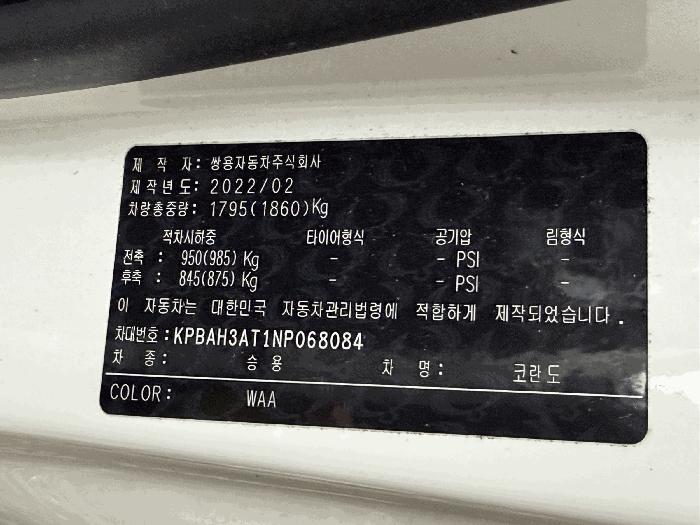 제 작 자: 쌍용자동차주식회사
제작년도: 2022/02
차량총중량: 1795(1860)Kg
적차시하중 타이어형식 공기압 림형식
전축 : 950(985) Kg - - PSI -
후축 : 845(875) Kg - - PSI -
이 자동차는 대한민국 자동차관리법령에 적합하게 제작되었습니다.
차대번호:KPBAH3AT1NP068084
차 종: 승 용 차 명: 코란도
COLOR: WAA